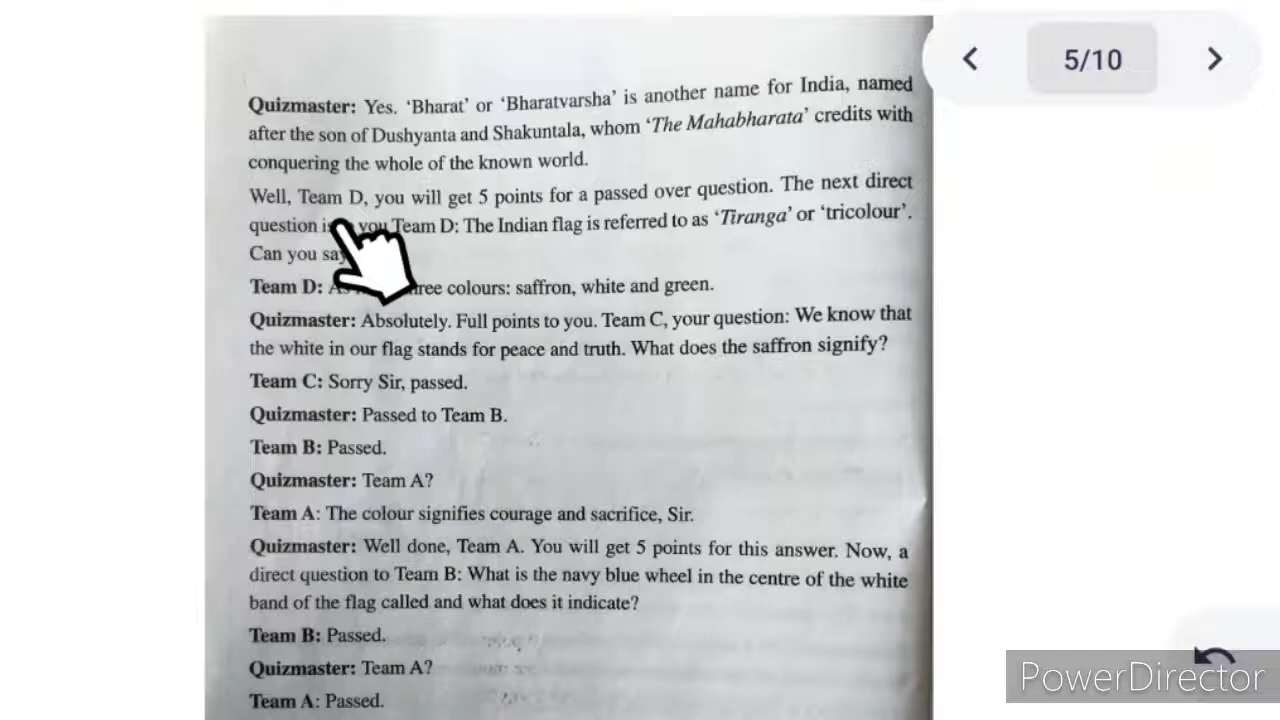 5/10
Quizmaster: Yes. 'Bharat' or 'Bharatvarsha' is another name for India, named
after the son of Dushyanta and Shakuntala, whom 'The Mahabharata' credits with
conquering the whole of the known world.
Well, Team D, you will get 5 points for a passed over question. The next direct
question you Team D: The Indian flag is referred to as 'Tiranga' or 'tricolour'.
Can you say
Team D: colours: saffron, white and green.
Quizmaster: Absolutely. Full points to you. Team C, your question: We know that
the white in our flag stands for peace and truth. What does the saffron signify?
Team C: Sorry Sir, passed.
Quizmaster: Passed to Team B.
Team B: Passed.
Quizmaster: Team A?
Team A: The colour signifies courage and sacrifice, Sir.
Quizmaster: Well done, Team A. You will get 5 points for this answer. Now, a
direct question to Team B: What is the navy blue wheel in the centre of the white
band of the flag called and what does it indicate?
Team B: Passed.
Quizmaster: Team A?
Team A: Passed.
PowerDirector